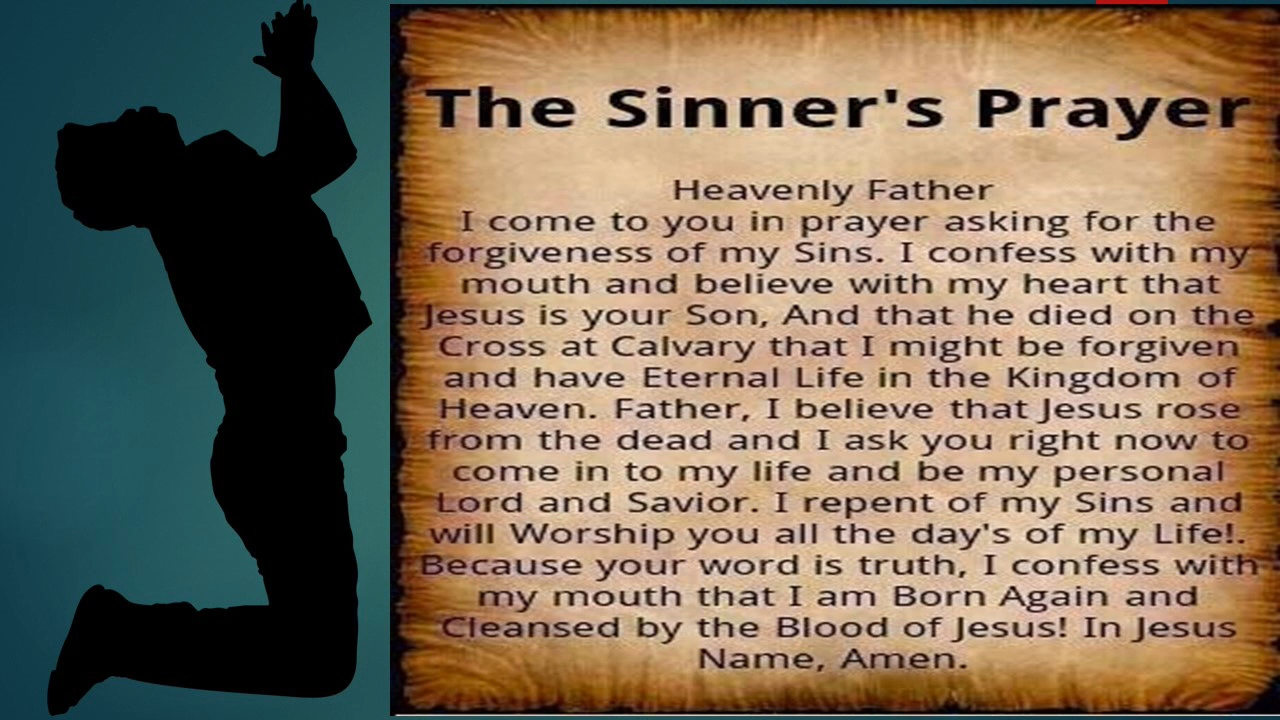 The Sinner's Prayer
Heavenly Father
I come to you in prayer asking for the
forgiveness of my Sins. I confess with my
mouth and believe with my heart that
Jesus is your Son, And that he died on the
Cross at Calvary that I might be forgiven
and have Eternal Life in the Kingdom of
Heaven. Father, I believe that Jesus rose
from the dead and I ask you right now to
come in to my life and be my personal
Lord and Savior. I repent of my Sins and
will Worship you all the day's of my Life!.
Because your word is truth, I confess with
my mouth that I am Born Again and
Cleansed by the Blood of Jesus! In Jesus
Name, Amen.